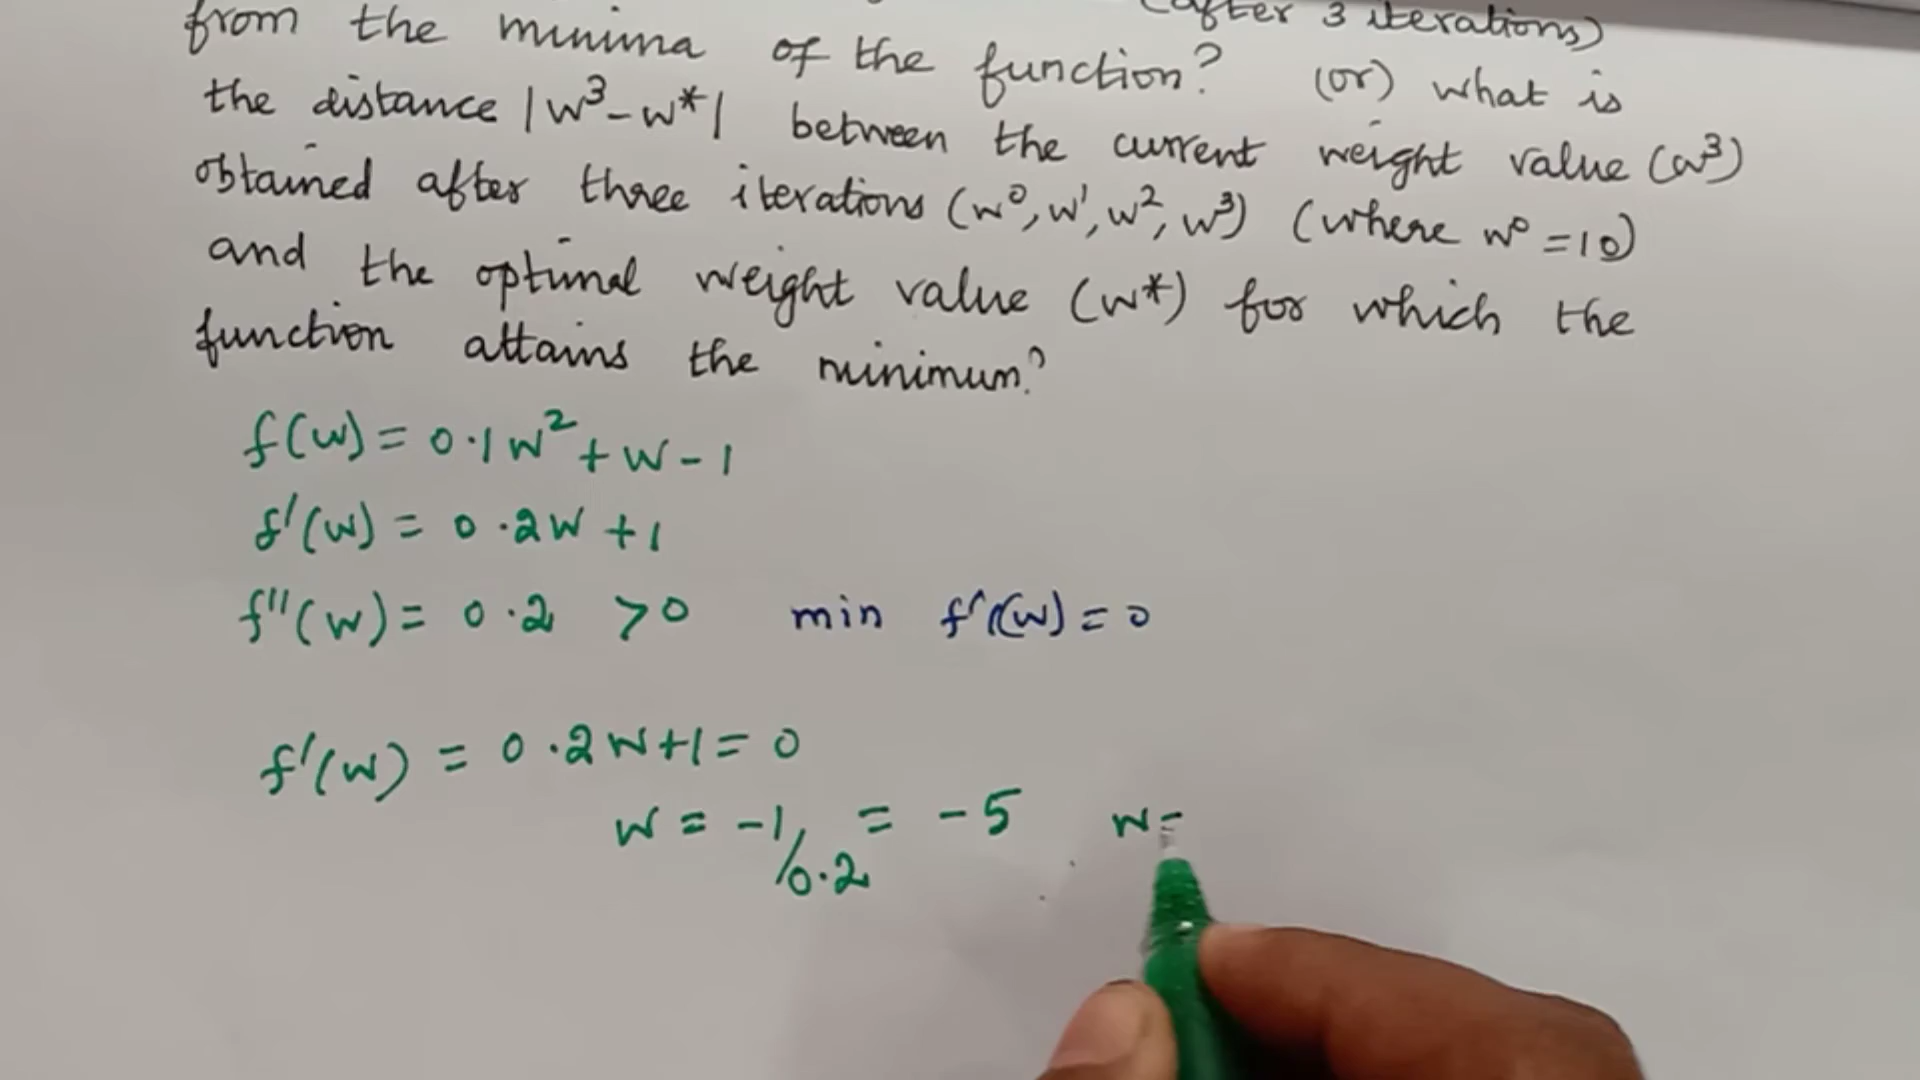 (after 3 iterations)
from the minima of the function? (or) what is
the distance |w³-w*| between the current weight value (w³)
obtained after three iterations (w⁰, w¹, w², w³) (where w⁰ = 10)
and the optimal weight value (w*) for which the
function attains the minimum?
f(w) = 0.1w² + w - 1
f'(w) = 0.2w + 1
f''(w) = 0.2 >0 min f'(w) = 0
f'(w) = 0.2w+1 = 0
w = -1/0.2 = -5 w=